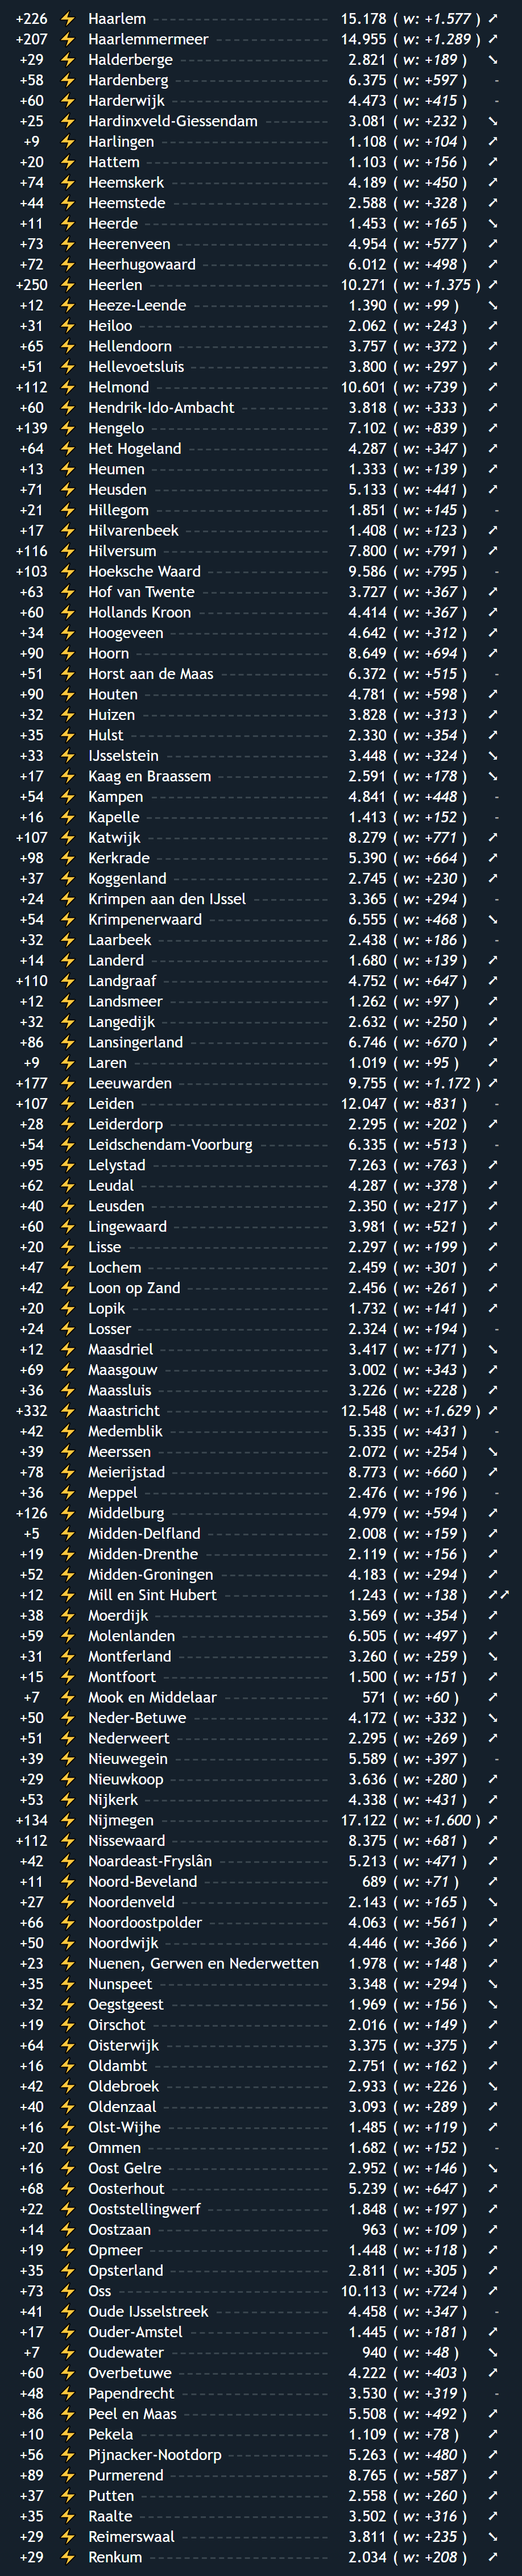 +226 ⚡ Haarlem 15.178 ( w: +1.577 ) ➚
+207 ⚡ Haarlemmermeer 14.955 ( w: +1.289 ) ➚
+29 ⚡ Halderberge 2.821 ( w: +189 ) ➘
+58 ⚡ Hardenberg 6.375 ( w: +597 ) -
+60 ⚡ Harderwijk 4.473 ( w: +415 ) -
+25 ⚡ Hardinxveld-Giessendam 3.081 ( w: +232 ) ➘
+9 ⚡ Harlingen 1.108 ( w: +104 ) ➚
+20 ⚡ Hattem 1.103 ( w: +156 ) ➚
+74 ⚡ Heemskerk 4.189 ( w: +450 ) ➚
+44 ⚡ Heemstede 2.588 ( w: +328 ) ➚
+11 ⚡ Heerde 1.453 ( w: +165 ) ➘
+73 ⚡ Heerenveen 4.954 ( w: +577 ) ➚
+72 ⚡ Heerhugowaard 6.012 ( w: +498 ) ➚
+250 ⚡ Heerlen 10.271 ( w: +1.375 ) ➚
+12 ⚡ Heeze-Leende 1.390 ( w: +99 ) ➘
+31 ⚡ Heiloo 2.062 ( w: +243 ) ➚
+65 ⚡ Hellendoorn 3.757 ( w: +372 ) ➚
+51 ⚡ Hellevoetsluis 3.800 ( w: +297 ) ➚
+112 ⚡ Helmond 10.601 ( w: +739 ) ➚
+60 ⚡ Hendrik-Ido-Ambacht 3.818 ( w: +333 ) ➚
+139 ⚡ Hengelo 7.102 ( w: +839 ) ➚
+64 ⚡ Het Hogeland 4.287 ( w: +347 ) ➚
+13 ⚡ Heumen 1.333 ( w: +139 ) ➚
+71 ⚡ Heusden 5.133 ( w: +441 ) ➚
+21 ⚡ Hillegom 1.851 ( w: +145 ) -
+17 ⚡ Hilvarenbeek 1.408 ( w: +123 ) ➚
+116 ⚡ Hilversum 7.800 ( w: +791 ) ➚
+103 ⚡ Hoeksche Waard 9.586 ( w: +795 ) -
+63 ⚡ Hof van Twente 3.727 ( w: +367 ) ➚
+60 ⚡ Hollands Kroon 4.414 ( w: +367 ) ➚
+34 ⚡ Hoogeveen 4.642 ( w: +312 ) ➚
+90 ⚡ Hoorn 8.649 ( w: +694 ) ➚
+51 ⚡ Horst aan de Maas 6.372 ( w: +515 ) -
+90 ⚡ Houten 4.781 ( w: +598 ) ➚
+32 ⚡ Huizen 3.828 ( w: +313 ) ➚
+35 ⚡ Hulst 2.330 ( w: +354 ) ➚
+33 ⚡ IJsselstein 3.448 ( w: +324 ) ➘
+17 ⚡ Kaag en Braassem 2.591 ( w: +178 ) ➘
+54 ⚡ Kampen 4.841 ( w: +448 ) -
+16 ⚡ Kapelle 1.413 ( w: +152 ) -
+107 ⚡ Katwijk 8.279 ( w: +771 ) ➚
+98 ⚡ Kerkrade 5.390 ( w: +664 ) ➚
+37 ⚡ Koggenland 2.745 ( w: +230 ) ➚
+24 ⚡ Krimpen aan den IJssel 3.365 ( w: +294 ) -
+54 ⚡ Krimpenerwaard 6.555 ( w: +468 ) ➘
+32 ⚡ Laarbeek 2.438 ( w: +186 ) -
+14 ⚡ Landerd 1.680 ( w: +139 ) ➚
+110 ⚡ Landgraaf 4.752 ( w: +647 ) ➚
+12 ⚡ Landsmeer 1.262 ( w: +97 ) ➚
+32 ⚡ Langedijk 2.632 ( w: +250 ) ➚
+86 ⚡ Lansingerland 6.746 ( w: +670 ) ➚
+9 ⚡ Laren 1.019 ( w: +95 ) ➚
+177 ⚡ Leeuwarden 9.755 ( w: +1.172 ) ➚
+107 ⚡ Leiden 12.047 ( w: +831 ) -
+28 ⚡ Leiderdorp 2.295 ( w: +202 ) ➚
+54 ⚡ Leidschendam-Voorburg 6.335 ( w: +513 ) -
+95 ⚡ Lelystad 7.263 ( w: +763 ) ➚
+62 ⚡ Leudal 4.287 ( w: +378 ) ➚
+40 ⚡ Leusden 2.350 ( w: +217 ) ➚
+60 ⚡ Lingewaard 3.981 ( w: +521 ) ➚
+20 ⚡ Lisse 2.297 ( w: +199 ) ➚
+47 ⚡ Lochem 2.459 ( w: +301 ) ➚
+42 ⚡ Loon op Zand 2.456 ( w: +261 ) ➚
+20 ⚡ Lopik 1.732 ( w: +141 ) ➚
+24 ⚡ Losser 2.324 ( w: +194 ) -
+12 ⚡ Maasdriel 3.417 ( w: +171 ) ➘
+69 ⚡ Maasgouw 3.002 ( w: +343 ) ➚
+36 ⚡ Maassluis 3.226 ( w: +228 ) ➚
+332 ⚡ Maastricht 12.548 ( w: +1.629 ) ➚
+42 ⚡ Medemblik 5.335 ( w: +431 ) -
+39 ⚡ Meerssen 2.072 ( w: +254 ) ➘
+78 ⚡ Meierijstad 8.773 ( w: +660 ) ➚
+36 ⚡ Meppel 2.476 ( w: +196 ) -
+126 ⚡ Middelburg 4.979 ( w: +594 ) ➚
+5 ⚡ Midden-Delfland 2.008 ( w: +159 ) ➚
+19 ⚡ Midden-Drenthe 2.119 ( w: +156 ) ➚
+52 ⚡ Midden-Groningen 4.183 ( w: +294 ) ➚
+12 ⚡ Mill en Sint Hubert 1.243 ( w: +138 ) ➚➚
+38 ⚡ Moerdijk 3.569 ( w: +354 ) ➚
+59 ⚡ Molenlanden 6.505 ( w: +497 ) ➚
+31 ⚡ Montferland 3.260 ( w: +259 ) ➘
+15 ⚡ Montfoort 1.500 ( w: +151 ) ➚
+7 ⚡ Mook en Middelaar 571 ( w: +60 ) ➚
+50 ⚡ Neder-Betuwe 4.172 ( w: +332 ) ➘
+51 ⚡ Nederweert 2.295 ( w: +269 ) ➚
+39 ⚡ Nieuwegein 5.589 ( w: +397 ) -
+29 ⚡ Nieuwkoop 3.636 ( w: +280 ) ➚
+53 ⚡ Nijkerk 4.338 ( w: +431 ) ➚
+134 ⚡ Nijmegen 17.122 ( w: +1.600 ) ➚
+112 ⚡ Nissewaard 8.375 ( w: +681 ) ➚
+42 ⚡ Noardeast-Fryslân 5.213 ( w: +471 ) ➚
+11 ⚡ Noord-Beveland 689 ( w: +71 ) ➚
+27 ⚡ Noordenveld 2.143 ( w: +165 ) ➘
+66 ⚡ Noordoostpolder 4.063 ( w: +561 ) ➚
+50 ⚡ Noordwijk 4.446 ( w: +366 ) ➚
+23 ⚡ Nuenen, Gerwen en Nederwetten 1.978 ( w: +148 ) ➚
+35 ⚡ Nunspeet 3.348 ( w: +294 ) ➘
+32 ⚡ Oegstgeest 1.969 ( w: +156 ) ➘
+19 ⚡ Oirschot 2.016 ( w: +149 ) ➚
+64 ⚡ Oisterwijk 3.375 ( w: +375 ) ➚
+16 ⚡ Oldambt 2.751 ( w: +162 ) ➚
+42 ⚡ Oldebroek 2.933 ( w: +226 ) ➘
+40 ⚡ Oldenzaal 3.093 ( w: +289 ) ➚
+16 ⚡ Olst-Wijhe 1.485 ( w: +119 ) ➚
+20 ⚡ Ommen 1.682 ( w: +152 ) -
+16 ⚡ Oost Gelre 2.952 ( w: +146 ) ➘
+68 ⚡ Oosterhout 5.239 ( w: +647 ) ➚
+22 ⚡ Ooststellingwerf 1.848 ( w: +197 ) ➚
+14 ⚡ Oostzaan 963 ( w: +109 ) ➚
+19 ⚡ Opmeer 1.448 ( w: +118 ) ➚
+35 ⚡ Opsterland 2.811 ( w: +305 ) ➚
+73 ⚡ Oss 10.113 ( w: +724 ) ➚
+41 ⚡ Oude IJsselstreek 4.458 ( w: +347 ) -
+17 ⚡ Ouder-Amstel 1.445 ( w: +181 ) ➚
+7 ⚡ Oudewater 940 ( w: +48 ) ➘
+60 ⚡ Overbetuwe 4.222 ( w: +403 ) ➚
+48 ⚡ Papendrecht 3.530 ( w: +319 ) -
+86 ⚡ Peel en Maas 5.508 ( w: +492 ) ➚
+10 ⚡ Pekela 1.109 ( w: +78 ) ➚
+56 ⚡ Pijnacker-Nootdorp 5.263 ( w: +480 ) ➚
+89 ⚡ Purmerend 8.765 ( w: +587 ) ➚
+37 ⚡ Putten 2.558 ( w: +260 ) ➚
+35 ⚡ Raalte 3.502 ( w: +316 ) ➚
+29 ⚡ Reimerswaal 3.811 ( w: +235 ) ➘
+29 ⚡ Renkum 2.034 ( w: +208 ) ➚